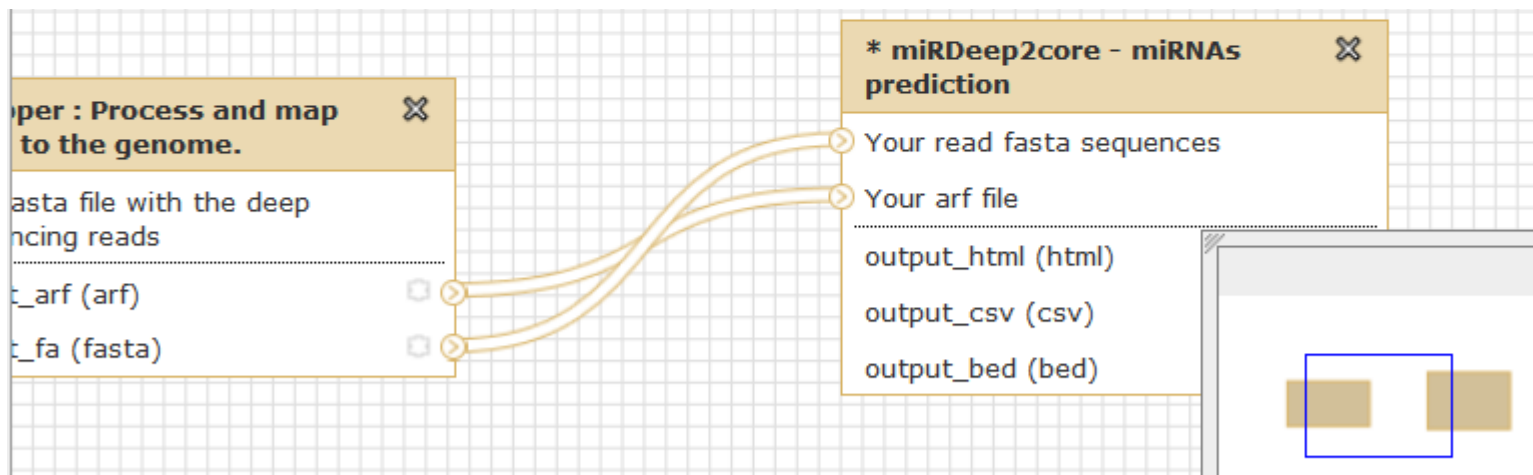 pper : Process and map
to the genome.
asta file with the deep
ncing reads
t_arf (arf)
t_fa (fasta)
* miRDeep2core - miRNAs
prediction
Your read fasta sequences
Your arf file
output_html (html)
output_csv (csv)
output_bed (bed)